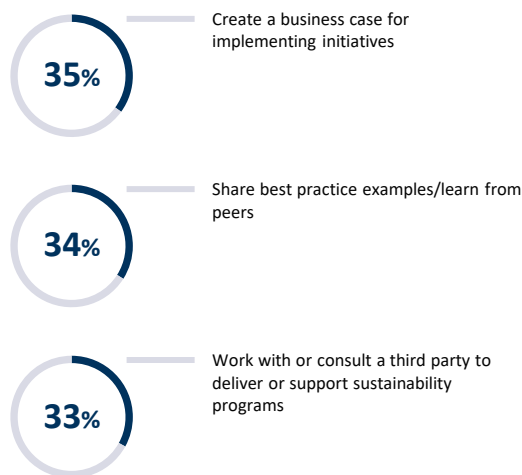 35%
Create a business case for
implementing initiatives
34%
Share best practice examples/learn from
peers
33%
Work with or consult a third party to
deliver or support sustainability
programs